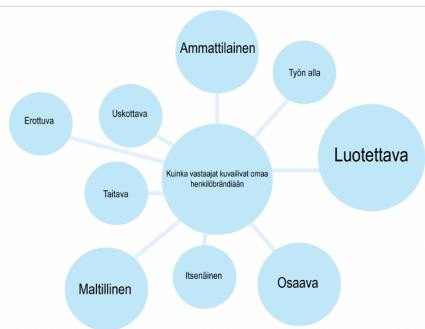 Ammattilainen
Työn alla
Uskottava
Erottuva
Luotettava
Kuinka vastaajat kuvailivat omaa
henkilöbrändiään
Taitava
Itsenäinen
Osaava
Maltillinen